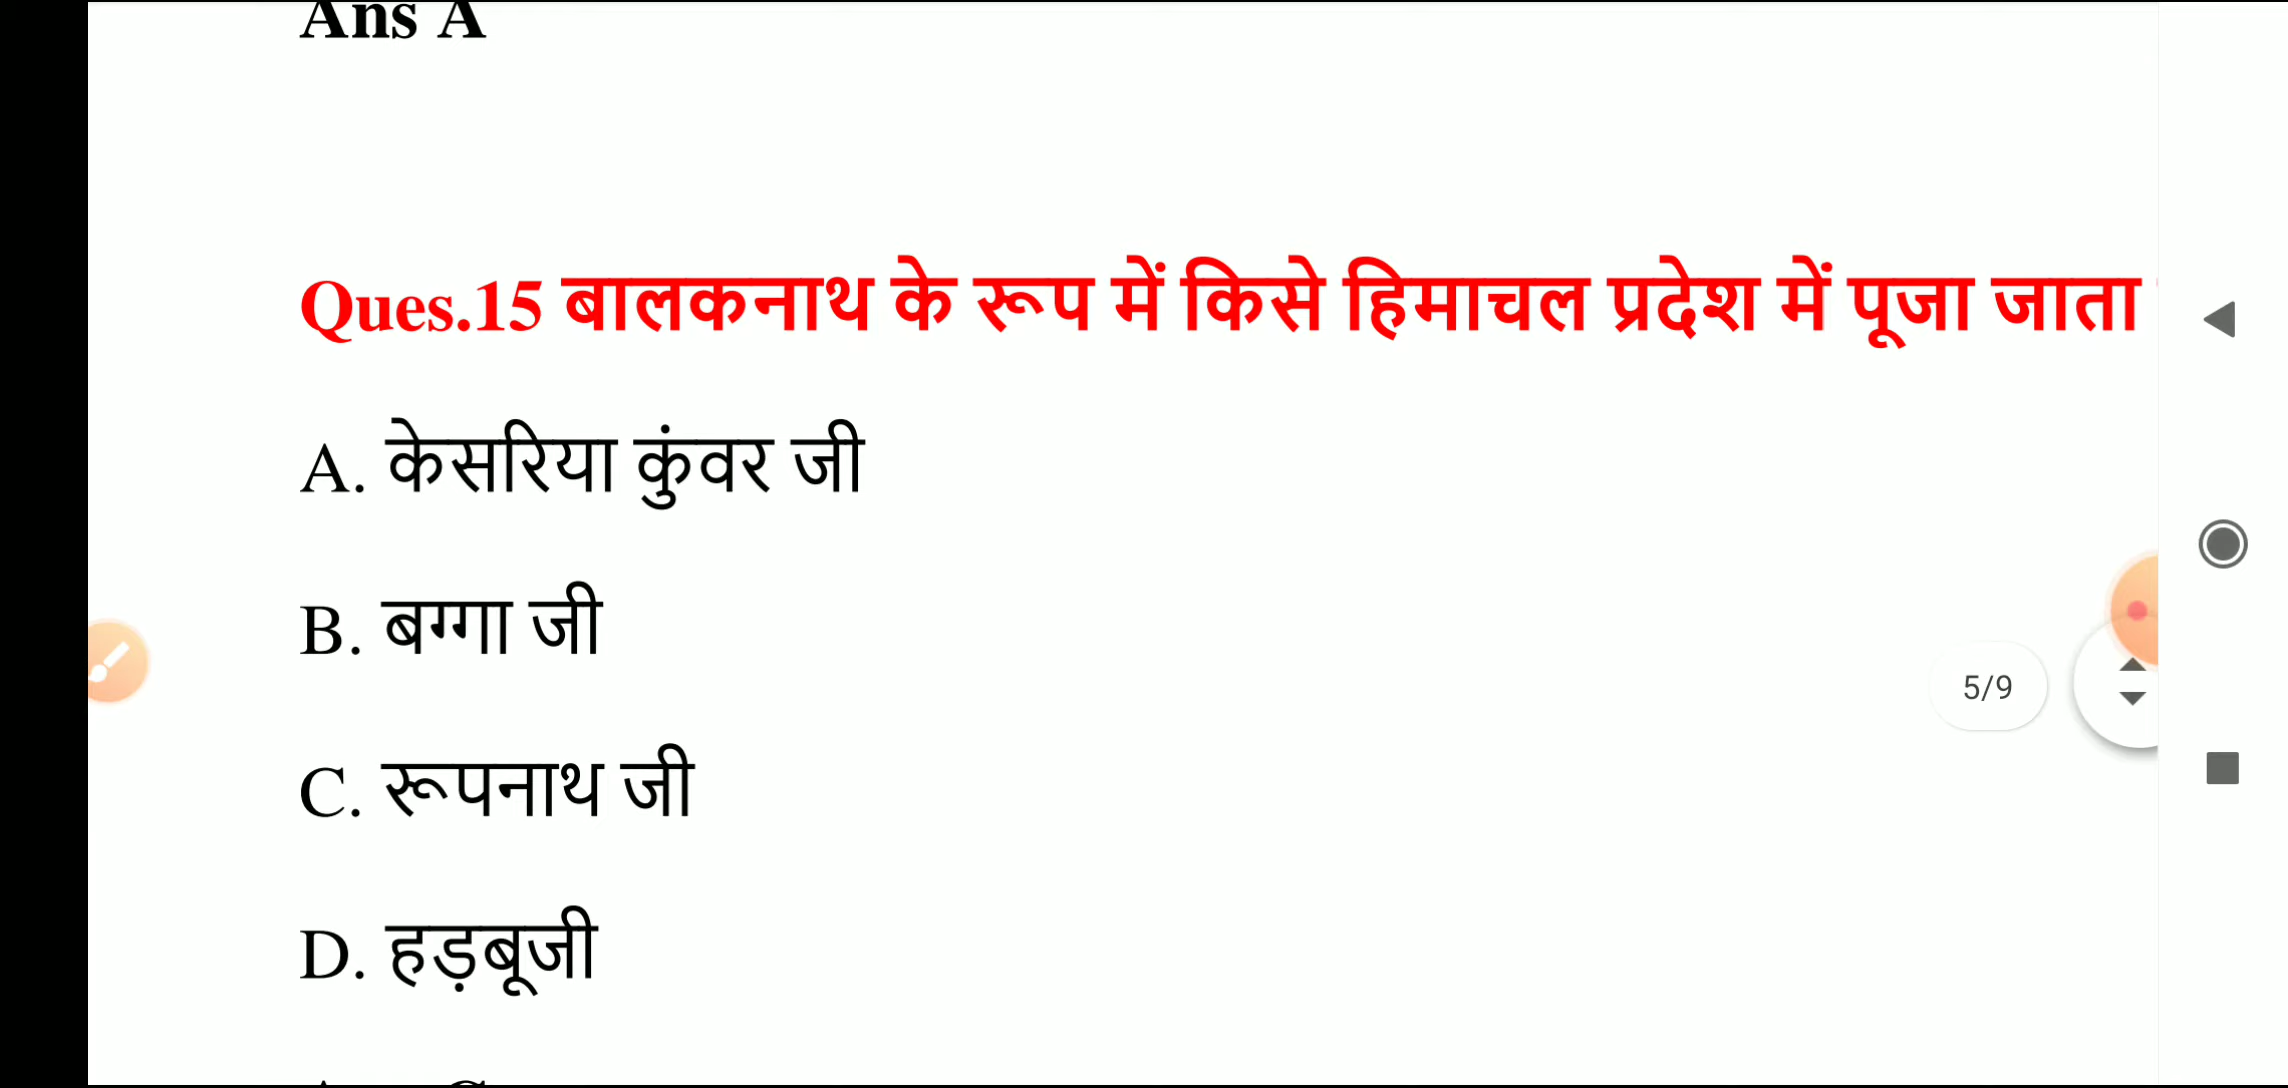 Ans A
Ques.15 बालकनाथ के रूप में किसे हिमाचल प्रदेश में पूजा जाता
A. केसरिया कुंवर जी
B. बग्गा जी
5/9
C. रूपनाथ जी
D. हड़बूजी